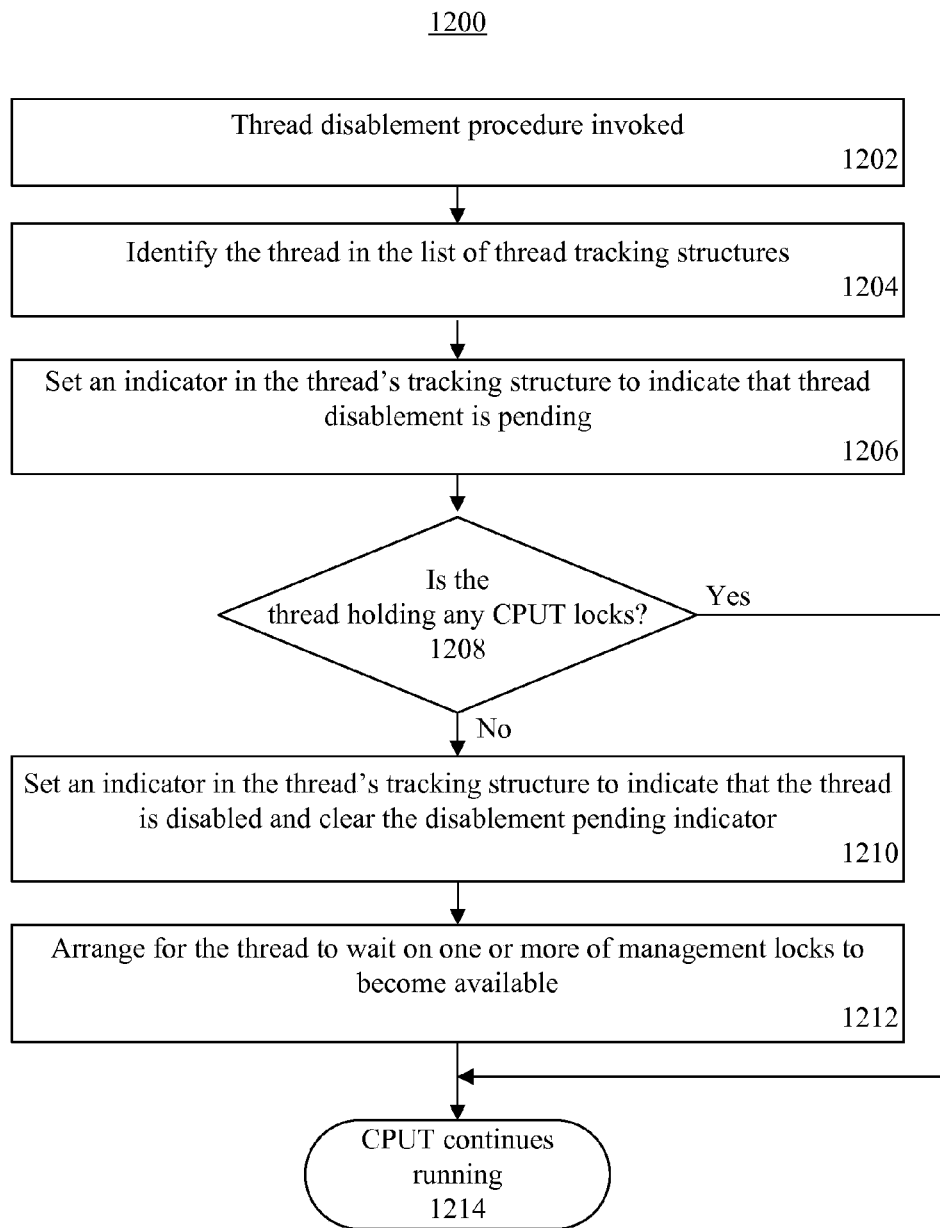 1200
Thread disablement procedure invoked
1202
Identify the thread in the list of thread tracking structures
1204
Set an indicator in the thread's tracking structure to indicate that thread
disablement is pending
1206
Is the
thread holding any CPUT locks?
1208
Yes
No
Set an indicator in the thread's tracking structure to indicate that the thread
is disabled and clear the disablement pending indicator
1210
Arrange for the thread to wait on one or more of management locks to
become available
1212
CPUT continues
running
1214